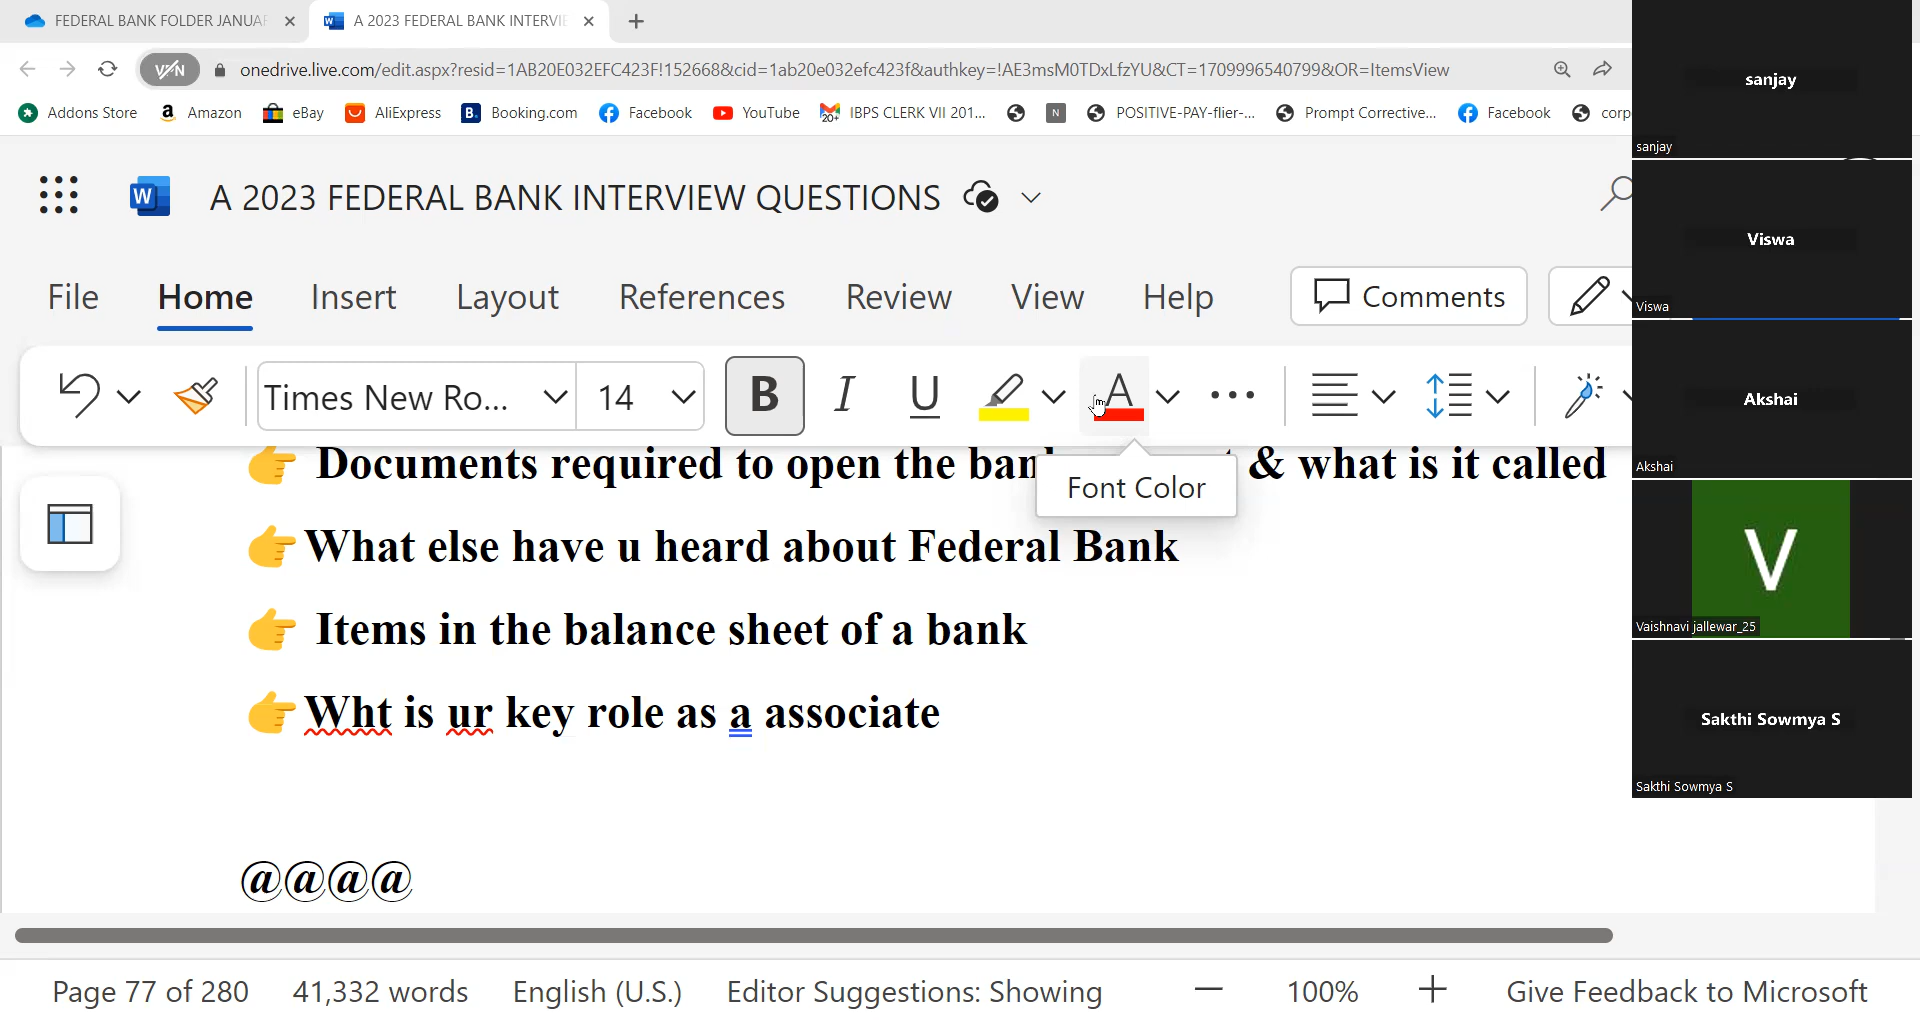 FEDERAL BANK FOLDER JANUA
A 2023 FEDERAL BANK INTERVIE
VPN
onedrive.live.com/edit.aspx?resid=1AB20E032EFC423F!152668&cid=1ab20e032efc423f&authkey=!AE3msM0TDxLfzYU&CT=1709996540799&OR=ItemsView
Addons Store
Amazon
eBay
AliExpress
Booking.com
Facebook
YouTube
20+
IBPS CLERK VII 201...
N
POSITIVE-PAY-flier-...
Prompt Corrective...
Facebook
corp
A 2023 FEDERAL BANK INTERVIEW QUESTIONS
File Home Insert Layout References Review View Help
Comments
Times New Ro...
14
B I U A
Font Color
Documents required to open the ban & what is it called
What else have u heard about Federal Bank
Items in the balance sheet of a bank
Wht is ur key role as a associate
@@@@
Page 77 of 280
41,332 words
English (U.S.)
Editor Suggestions: Showing
100%
Give Feedback to Microsoft
sanjay
sanjay
Viswa
Viswa
Akshai
Akshai
V
Vaishnavi jallewar_25
Sakthi Sowmya S
Sakthi Sowmya S